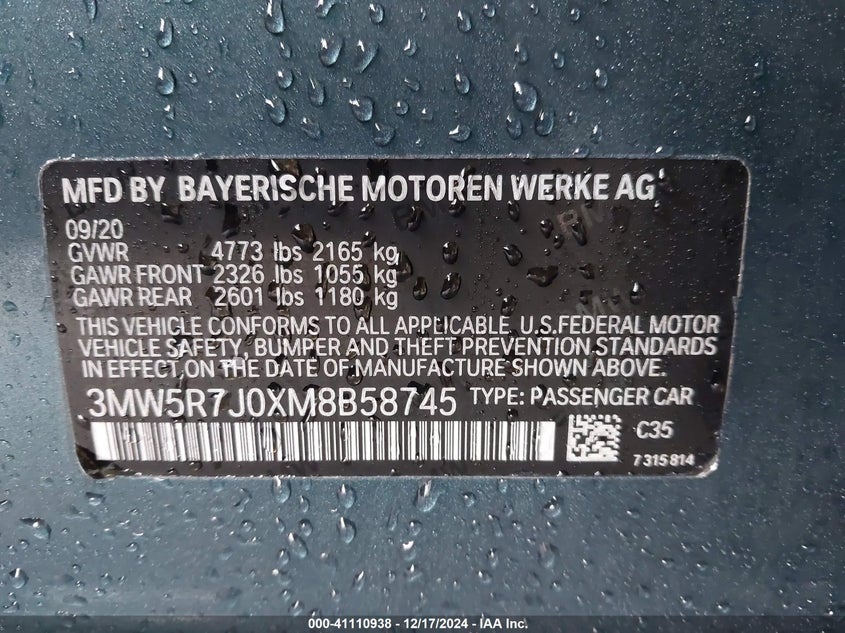 MFD BY BAYERISCHE MOTOREN WERKE AG
09/20
GVWR 4773 lbs 2165 kg
GAWR FRONT 2326 lbs 1055 kg
GAWR REAR 2601 lbs 1180 kg
THIS VEHICLE CONFORMS TO ALL APPLICABLE U.S.FEDERAL MOTOR
VEHICLE SAFETY, BUMPER AND THEFT PREVENTION STANDARDS
IN EFFECT ON THE DATE OF MANUFACTURE SHOWN ABOVE.
3MW5R7J0XM8B58745 TYPE: PASSENGER CAR
C35
7315814
000-41110938 - 12/17/2024 - IAA Inc.